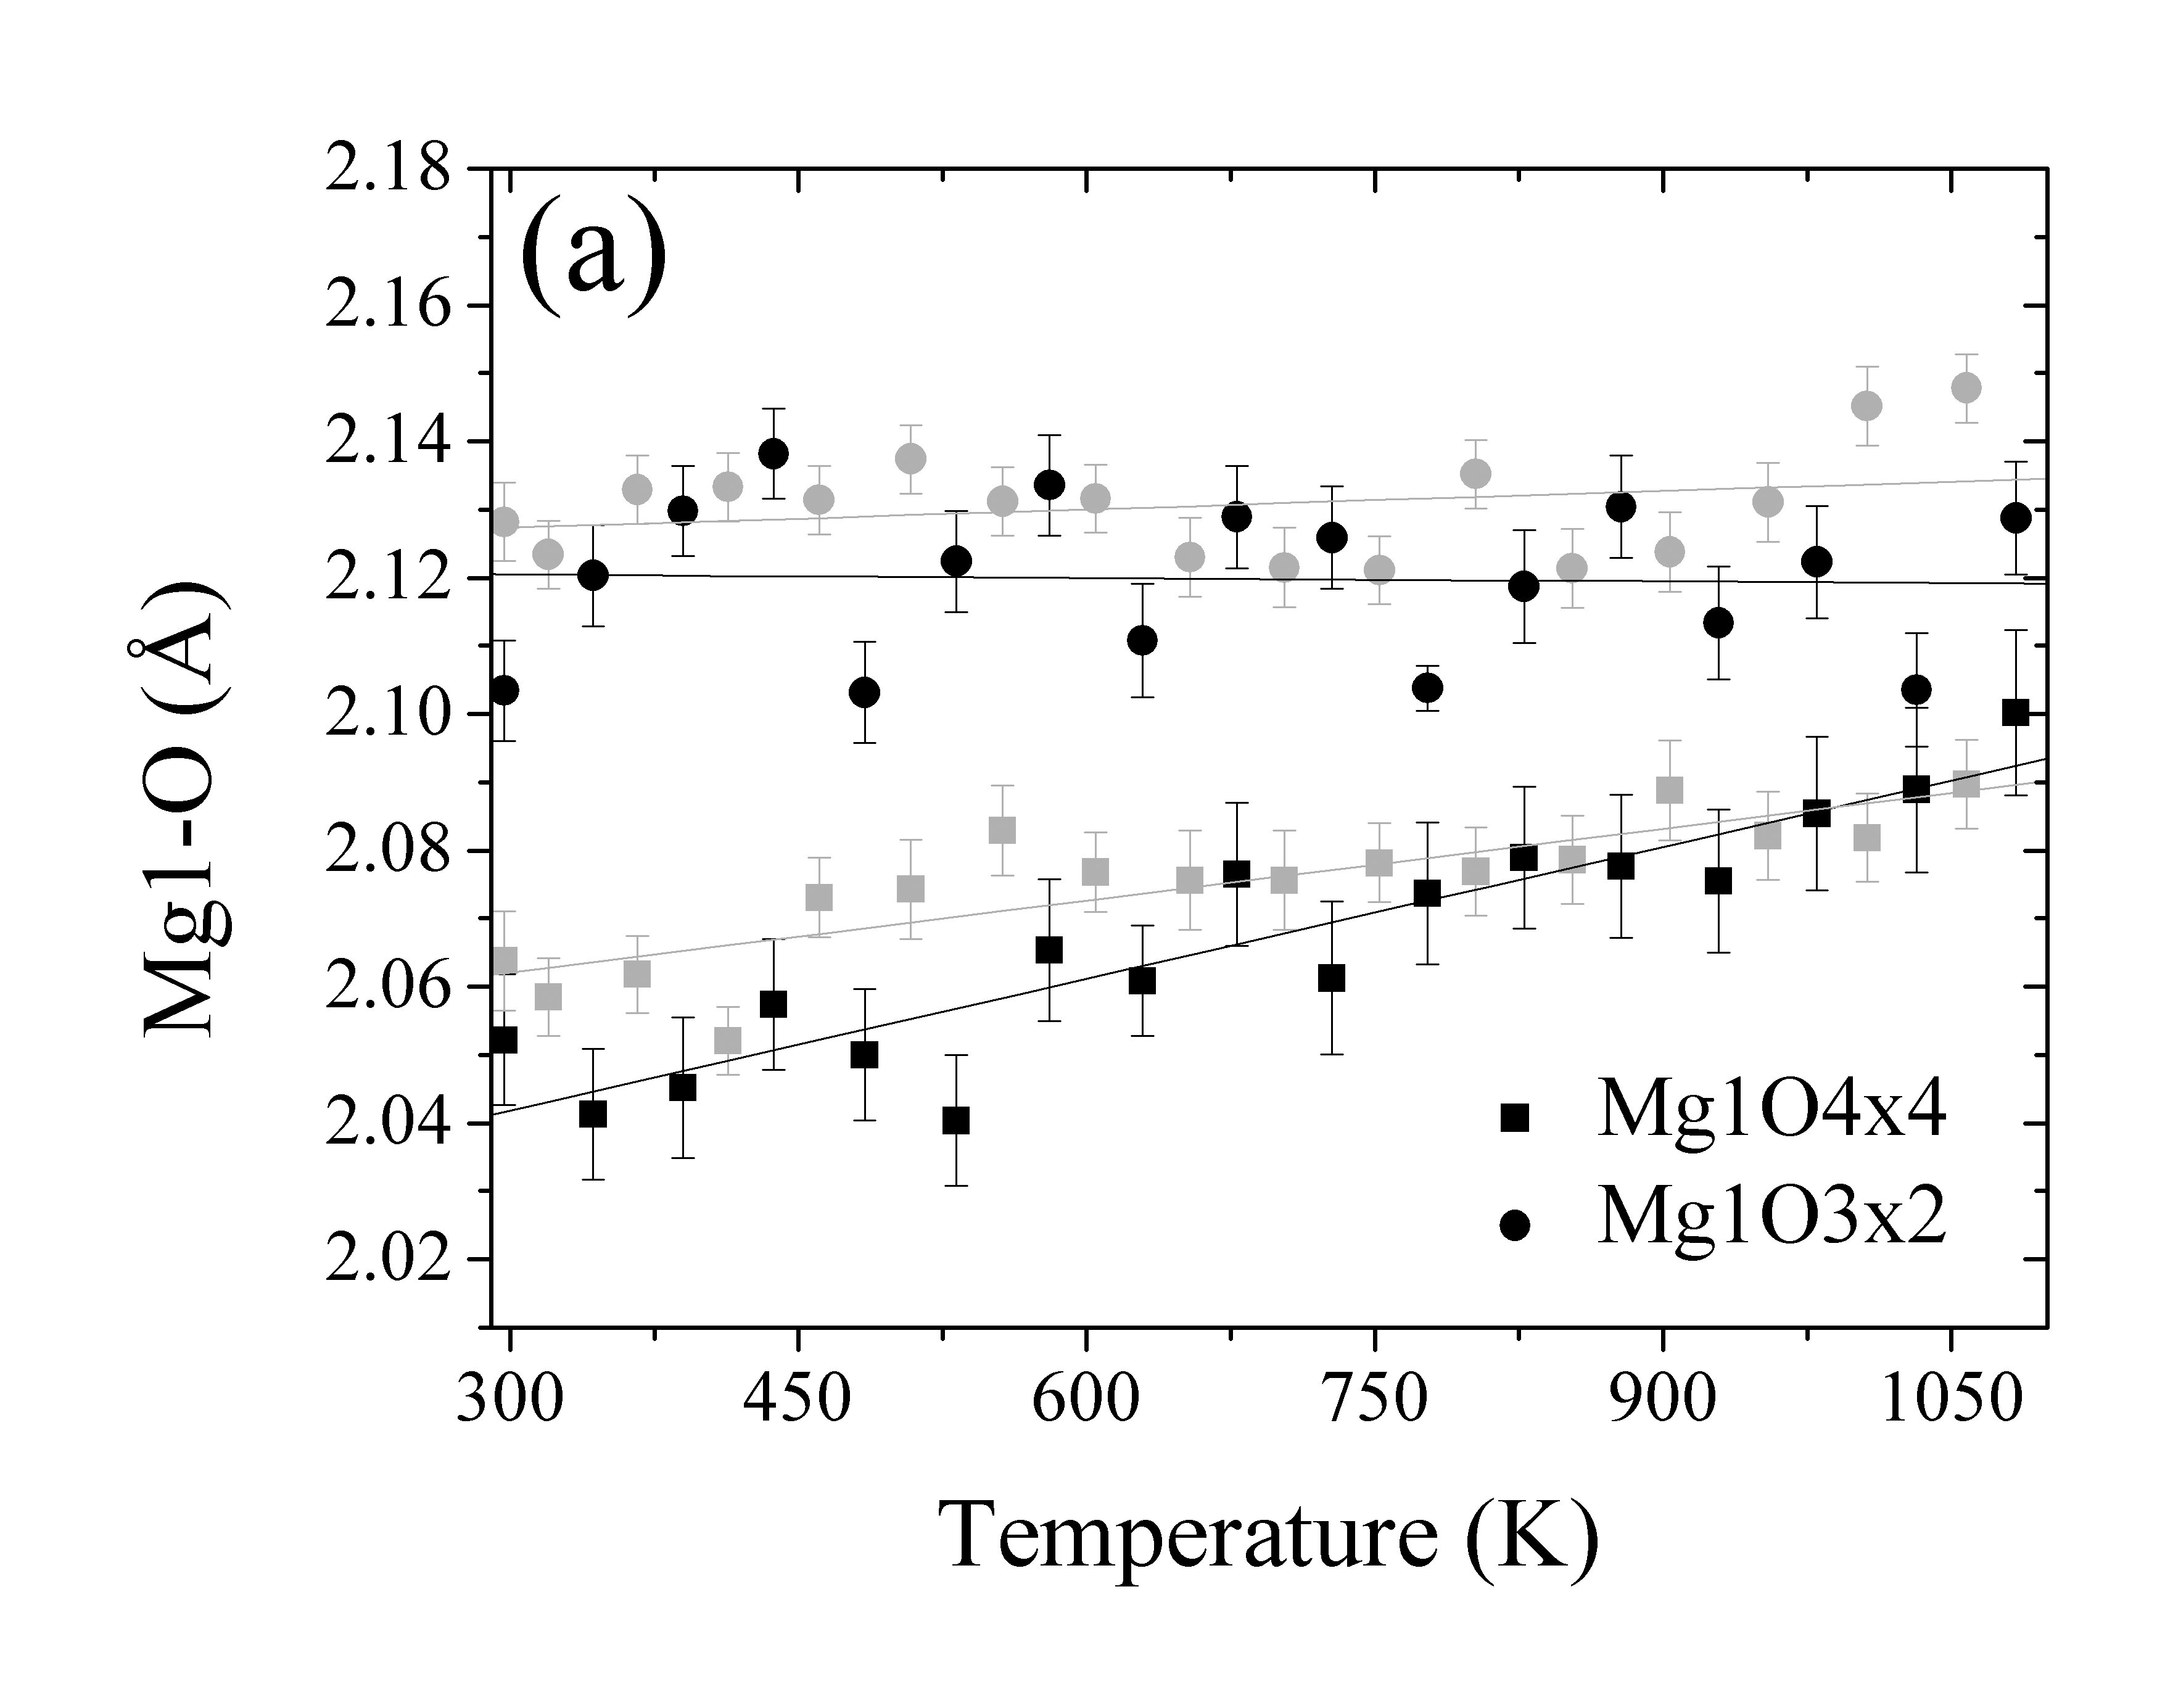 2.18
(a)
2.16
2.14
2.12
2.10
2.08
2.06
2.04
2.02
Mg1-O (Å)
Mg1O4x4
Mg1O3x2
300 450 600 750 900 1050
Temperature (K)